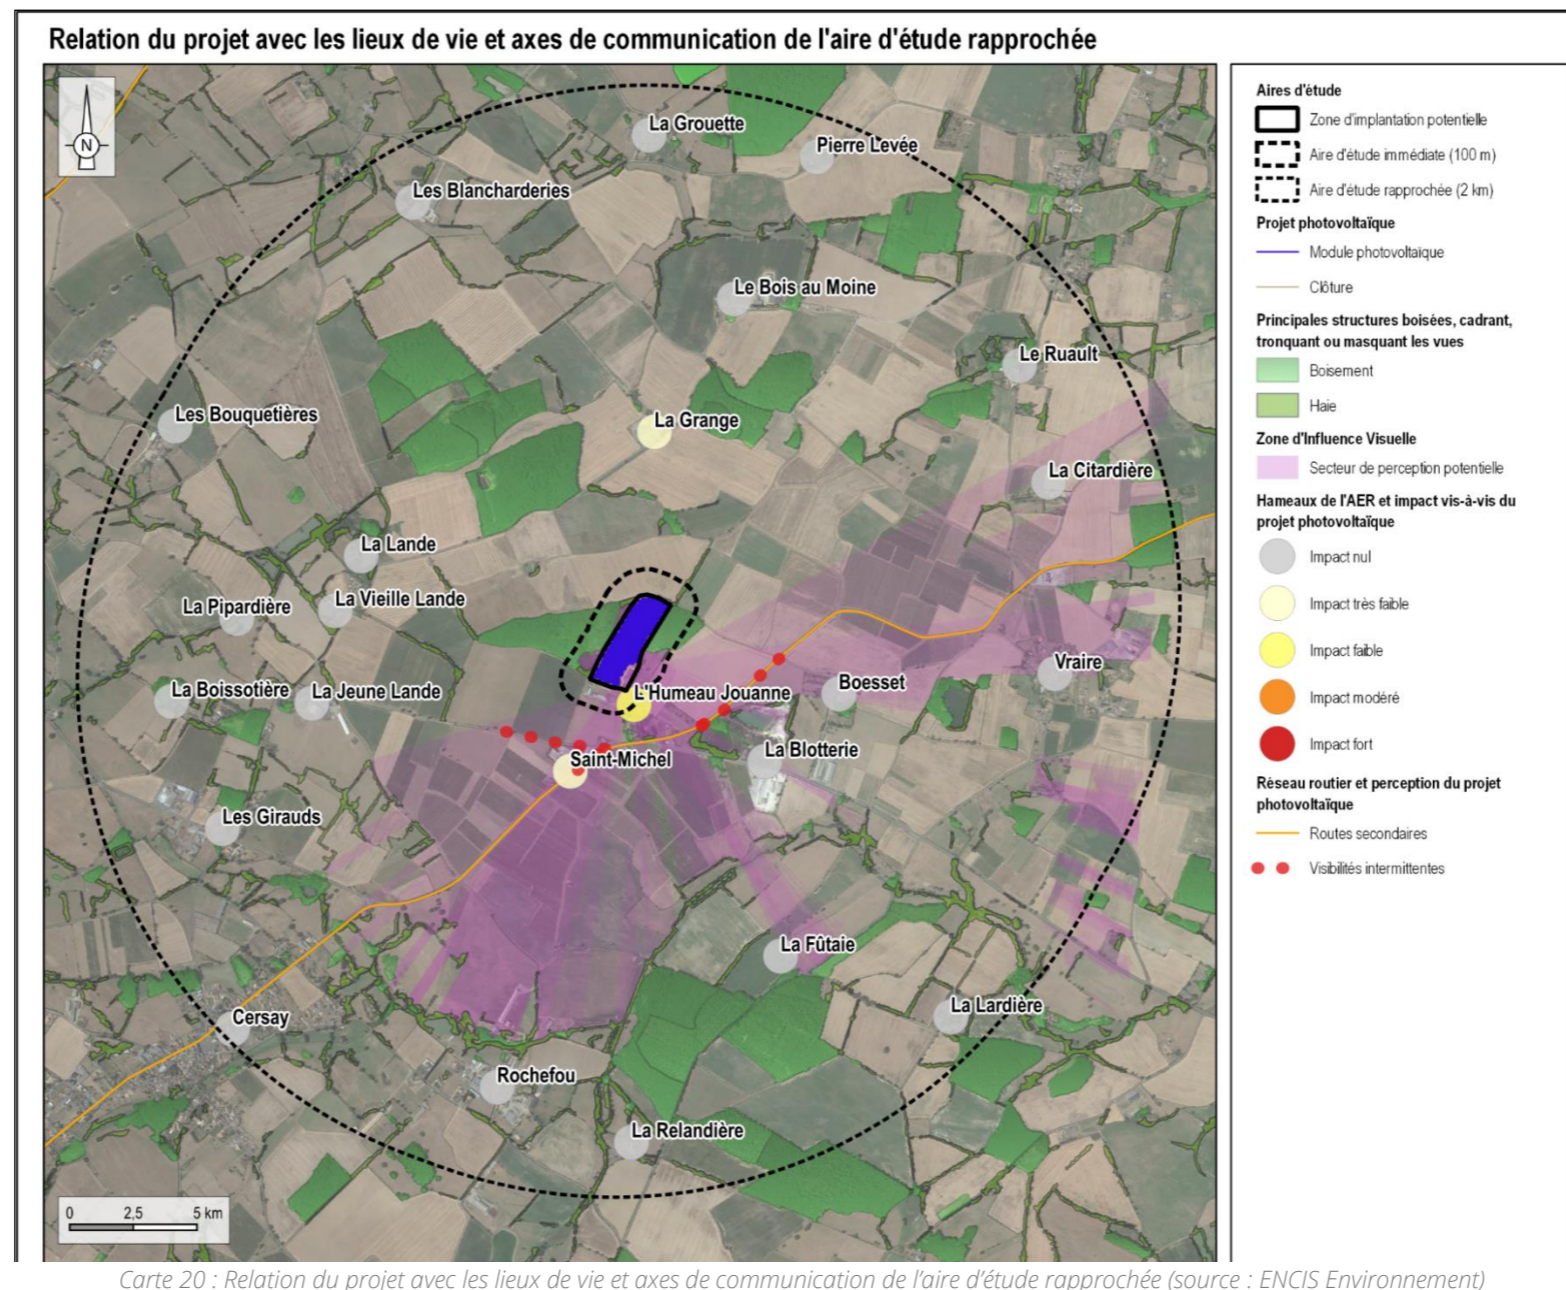 Relation du projet avec les lieux de vie et axes de communication de l'aire d'étude rapprochée
N
La Grouette
Pierre Levée
Les Blancharderies
Le Bois au Moine
Le Ruault
Les Bouquetières
La Grange
La Citardière
La Lande
La Pipardière
La Vieille Lande
Vraire
La Boissotière
La Jeune Lande
L'Humeau Jouanne
Boesset
Saint-Michel
La Blotterie
Les Girauds
La Fûtaie
La Lardière
Cersay
Rochefou
La Relandière
0 2,5 5 km
Aires d'étude
Zone d'implantation potentielle
Aire d'étude immédiate (100 m)
Aire d'étude rapprochée (2 km)
Projet photovoltaïque
Module photovoltaïque
Clôture
Principales structures boisées, cadrant,
tronquant ou masquant les vues
Boisement
Haie
Zone d'Influence Visuelle
Secteur de perception potentielle
Hameaux de l'AER et impact vis-à-vis du
projet photovoltaïque
Impact nul
Impact très faible
Impact faible
Impact modéré
Impact fort
Réseau routier et perception du projet
photovoltaïque
Routes secondaires
Visibilités intermittentes
Carte 20 : Relation du projet avec les lieux de vie et axes de communication de l'aire d'étude rapprochée (source : ENCIS Environnement)